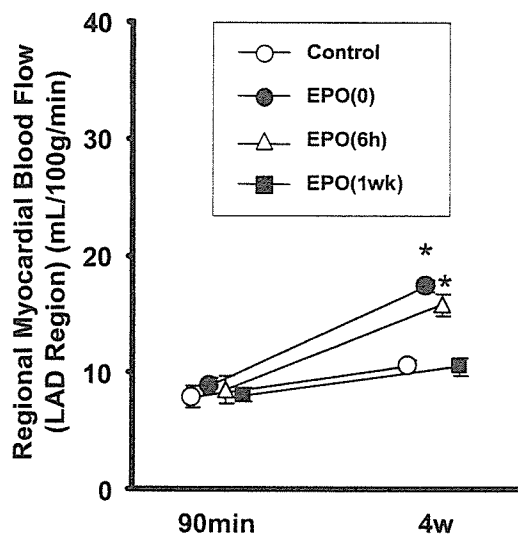 Regional Myocardial Blood Flow
(LAD Region) (mL/100g/min)
40
30
20
10
0
Control
EPO(0)
EPO(6h)
EPO(1wk)
*
*
90min
4w